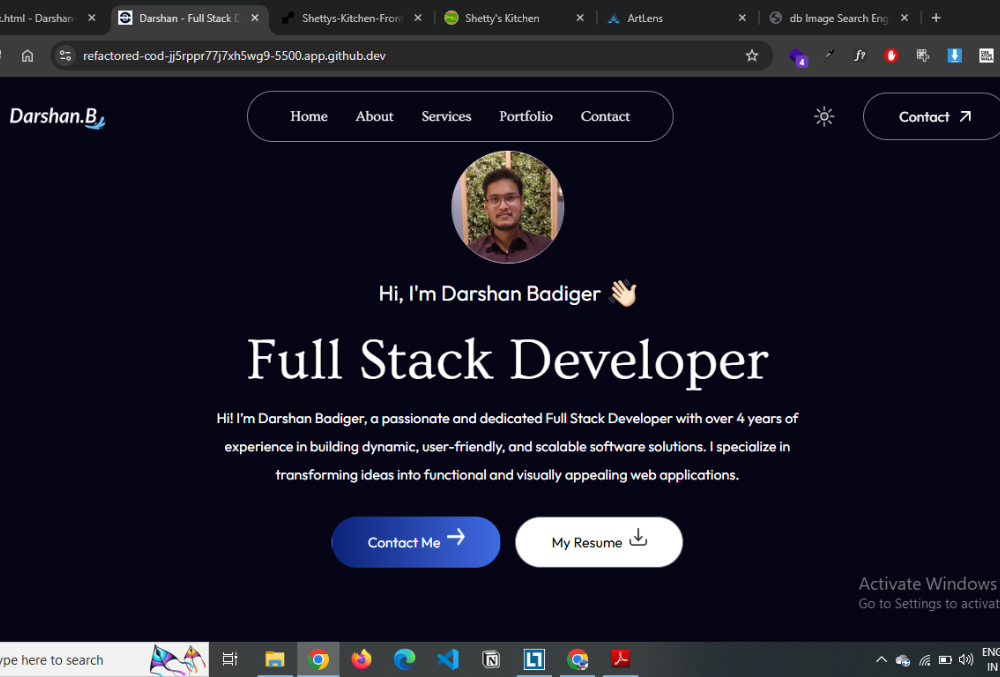 .html - Darshan-
Darshan - Full Stack D
Shettys-Kitchen-Fron
Shetty's Kitchen
ArtLens
db Image Search Eng
refactored-cod-jj5rppr77j7xh5wg9-5500.app.github.dev
4
f?
Darshan.B
Home
About
Services
Portfolio
Contact
Contact
Hi, I'm Darshan Badiger
Full Stack Developer
Hi! I'm Darshan Badiger, a passionate and dedicated Full Stack Developer with over 4 years of
experience in building dynamic, user-friendly, and scalable software solutions. I specialize in
transforming ideas into functional and visually appealing web applications.
Contact Me
My Resume
Activate Windows
Go to Settings to activat
ype here to search
ENG
IN